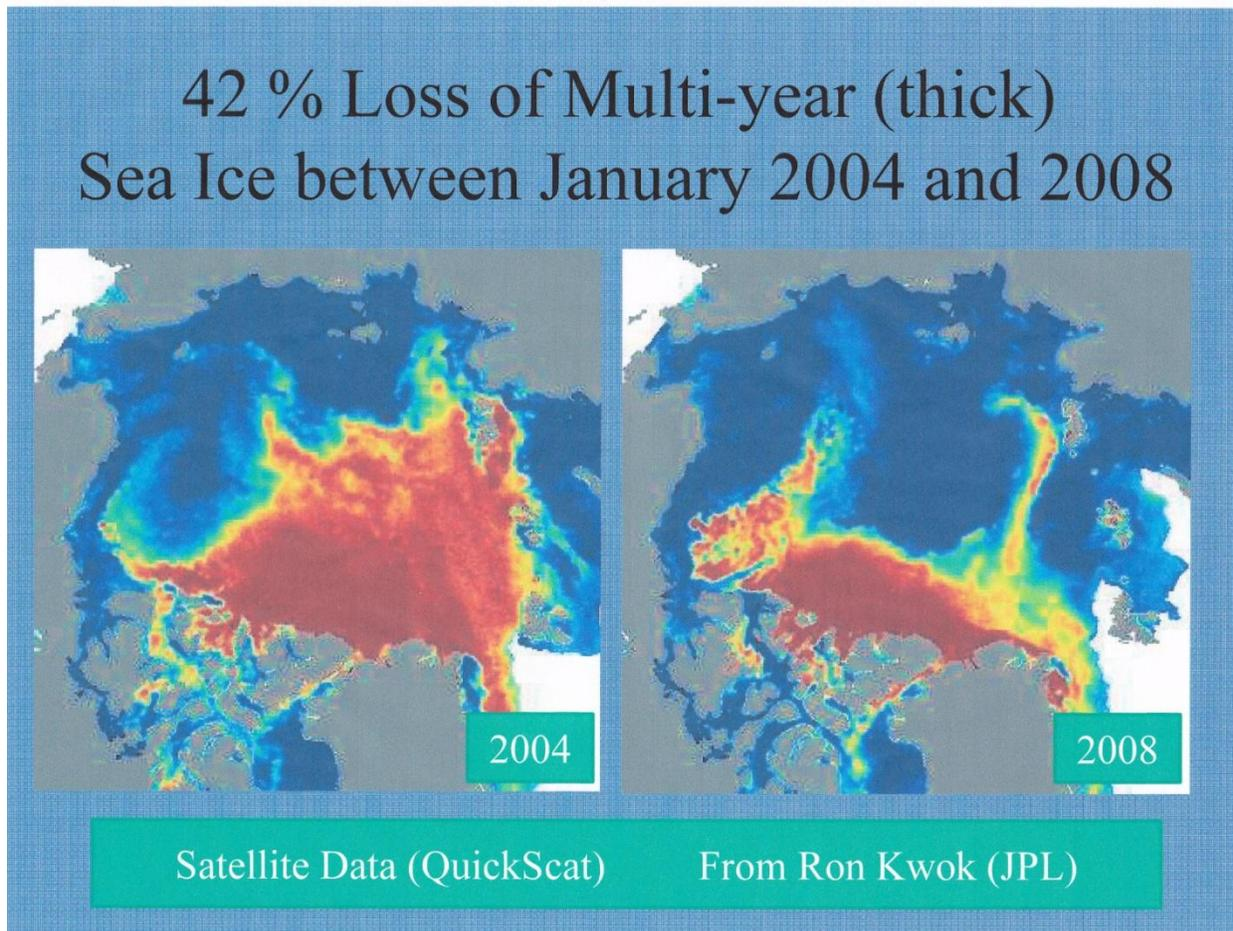 42 % Loss of Multi-year (thick)
Sea Ice between January 2004 and 2008
2004
2008
Satellite Data (QuickScat) From Ron Kwok (JPL)